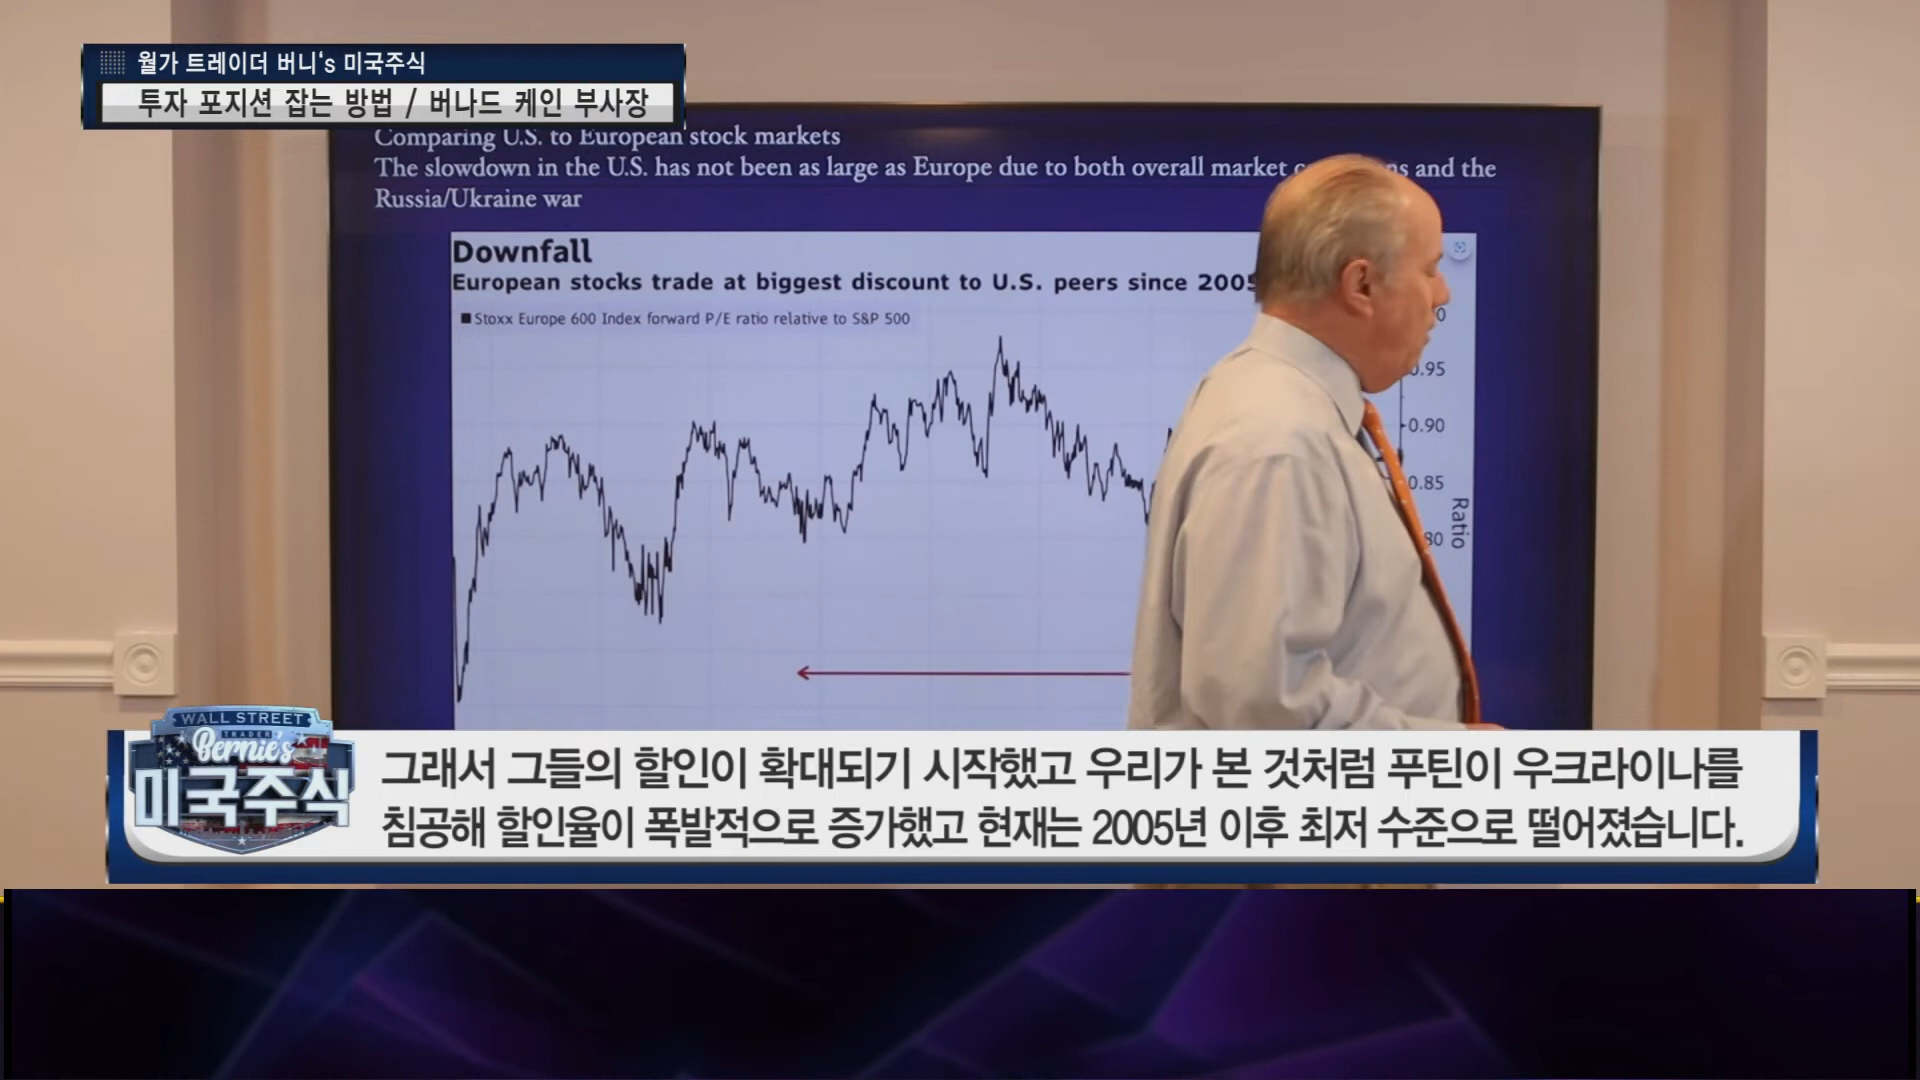 월가 트레이더 버니's 미국주식
투자 포지션 잡는 방법 / 버나드 케인 부사장
Comparing U.S. to European stock markets
The slowdown in the U.S. has not been as large as Europe due to both overall market and the
Russia/Ukraine war
Downfall
European stocks trade at biggest discount to U.S. peers since 2005
Stoxx Europe 600 Index forward P/E ratio relative to S&P 500
0.95
0.90
0.85
Ratio
WALL STREET
TRADER
Bernie's
미국주식
그래서 그들의 할인이 확대되기 시작했고 우리가 본 것처럼 푸틴이 우크라이나를
침공해 할인율이 폭발적으로 증가했고 현재는 2005년 이후 최저 수준으로 떨어졌습니다.